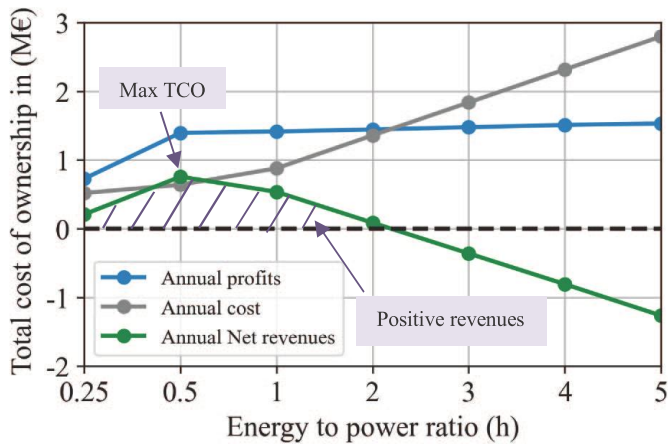 Total cost of ownership in (M€)
3
2
1
0
-1
-2
Max TCO
Positive revenues
Annual profits
Annual cost
Annual Net revenues
0.25 0.5 1 2 3 4 5
Energy to power ratio (h)